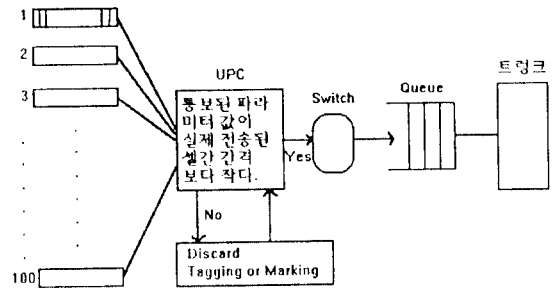 1
2
3
100
UPC
통보된 파라
미터 값이
실제 전송된
셀간 간격
보다 작다.
Yes
No
Discard
Tagging or Marking
Switch
Queue
트렁크